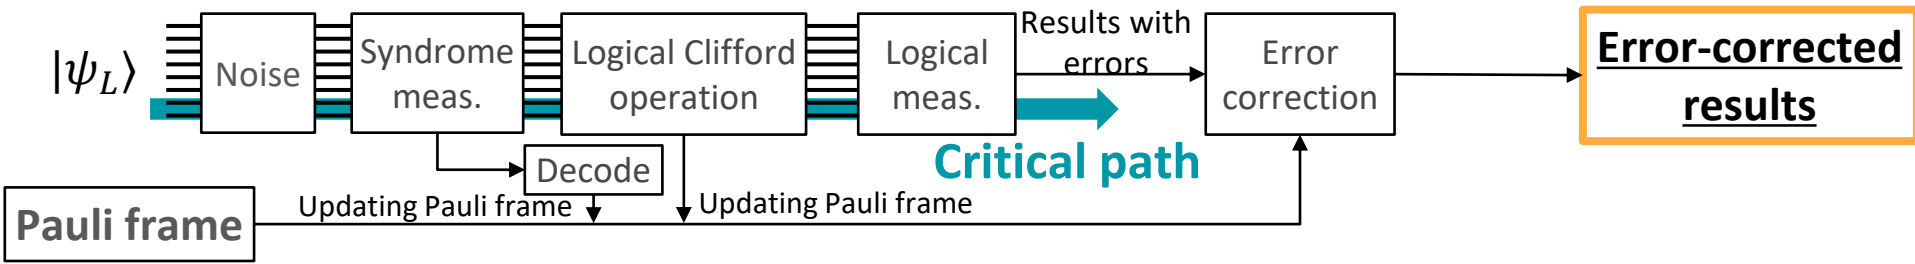 |ψ_L⟩
Noise
Syndrome
meas.
Logical Clifford
operation
Logical
meas.
Results with
errors
Error
correction
Error-corrected
results
Critical path
Decode
Updating Pauli frame
Updating Pauli frame
Pauli frame